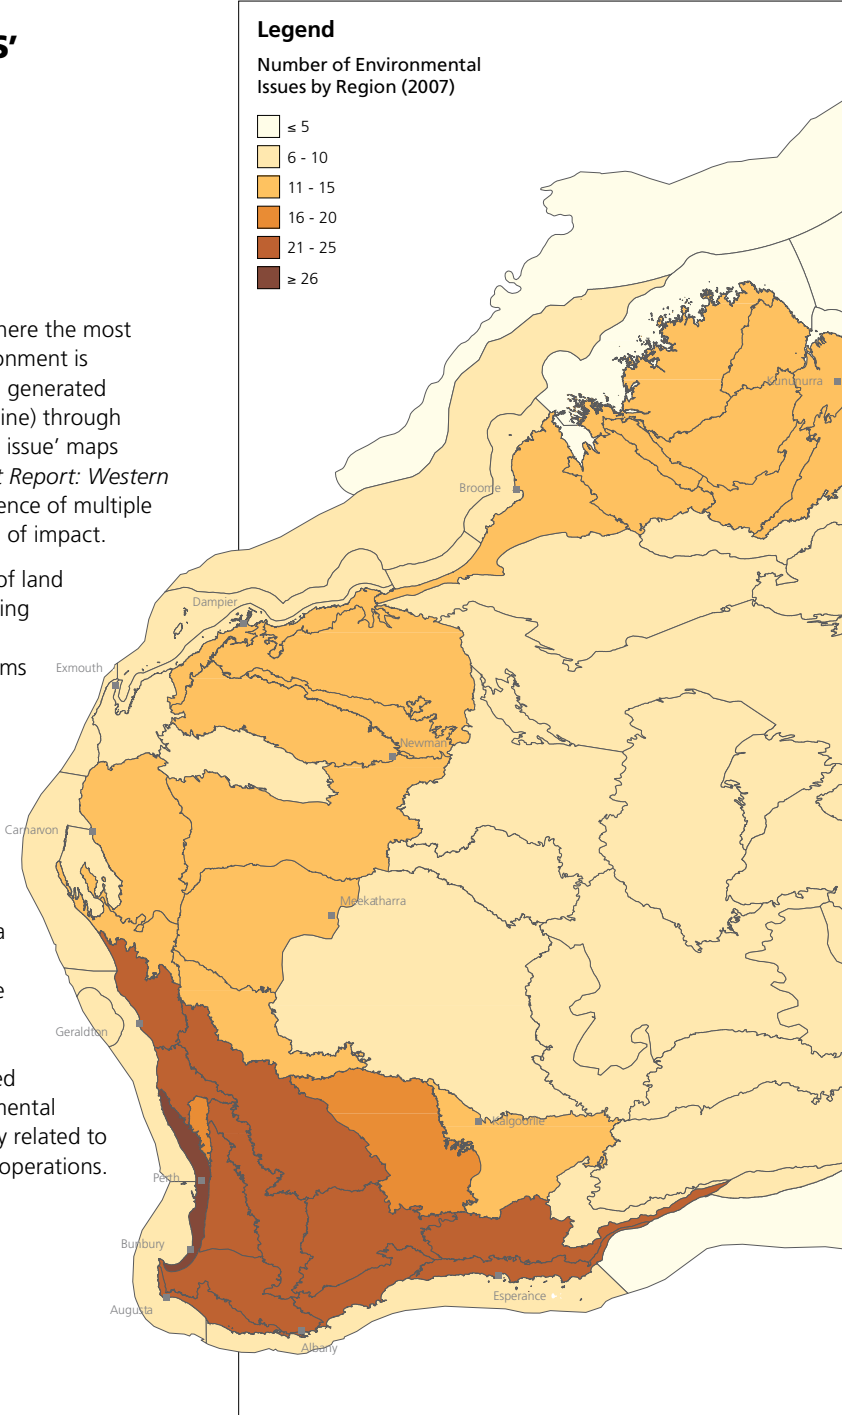 s’
Legend
Number of Environmental
Issues by Region (2007)
≤ 5
6 - 10
11 - 15
16 - 20
21 - 25
≥ 26
here the most
onment is
generated
ine) through
issue’ maps
t Report: Western
ence of multiple
of impact.
of land
ing
ms
a
e
ed
mental
y related to
operations.
Kununurra
Broome
Dampier
Exmouth
Newman
Carnarvon
Meekatharra
Geraldton
Kalgoorlie
Perth
Bunbury
Esperance
Augusta
Albany